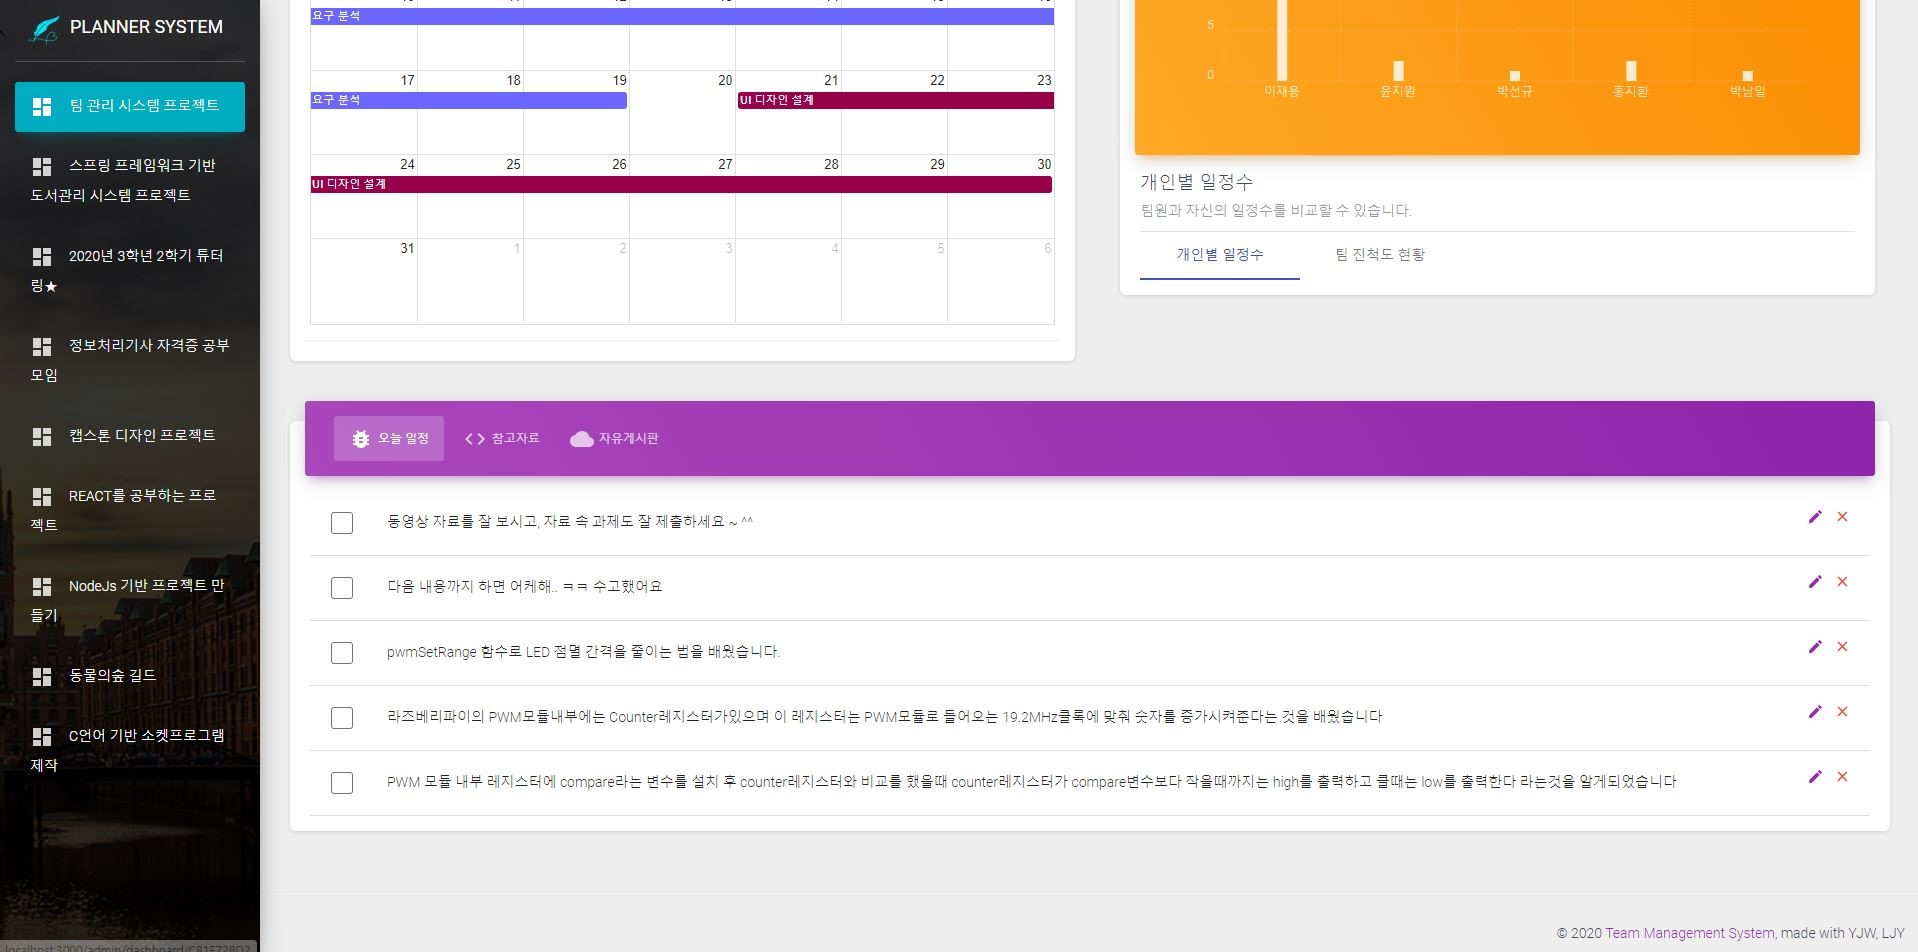 PLANNER SYSTEM
팀 관리 시스템 프로젝트
스프링 프레임워크 기반
도서관리 시스템 프로젝트
2020년 3학년 2학기 튜터
링★
정보처리기사 자격증 공부
모임
캡스톤 디자인 프로젝트
REACT를 공부하는 프로
젝트
NodeJs 기반 프로젝트 만
들기
동물의숲 길드
C언어 기반 소켓프로그램
제작
요구 분석
17 18 19 20 21 22 23
요구 분석 UI 디자인 설계
24 25 26 27 28 29 30
UI 디자인 설계
31 1 2 3 4 5 6
5
0
이재용 윤지원 박선규 홍지환 박남일
개인별 일정수
팀원과 자신의 일정수를 비교할 수 있습니다.
개인별 일정수 팀 진척도 현황
오늘 일정 참고자료 자유게시판
동영상 자료를 잘 보시고, 자료 속 과제도 잘 제출하세요 ~ ^^
다음 내용까지 하면 어케해.. ㅋㅋ 수고했어요
pwmSetRange 함수로 LED 점멸 간격을 줄이는 법을 배웠습니다.
라즈베리파이의 PWM모듈내부에는 Counter레지스터가있으며 이 레지스터는 PWM모듈로 들어오는 19.2MHz클록에 맞춰 숫자를 증가시켜준다는 것을 배웠습니다
PWM 모듈 내부 레지스터에 compare라는 변수를 설치 후 counter레지스터와 비교를 했을때 counter레지스터가 compare변수보다 작을때까지는 high를 출력하고 클때는 low를 출력한다 라는것을 알게되었습니다
© 2020 Team Management System, made with YJW, LJY